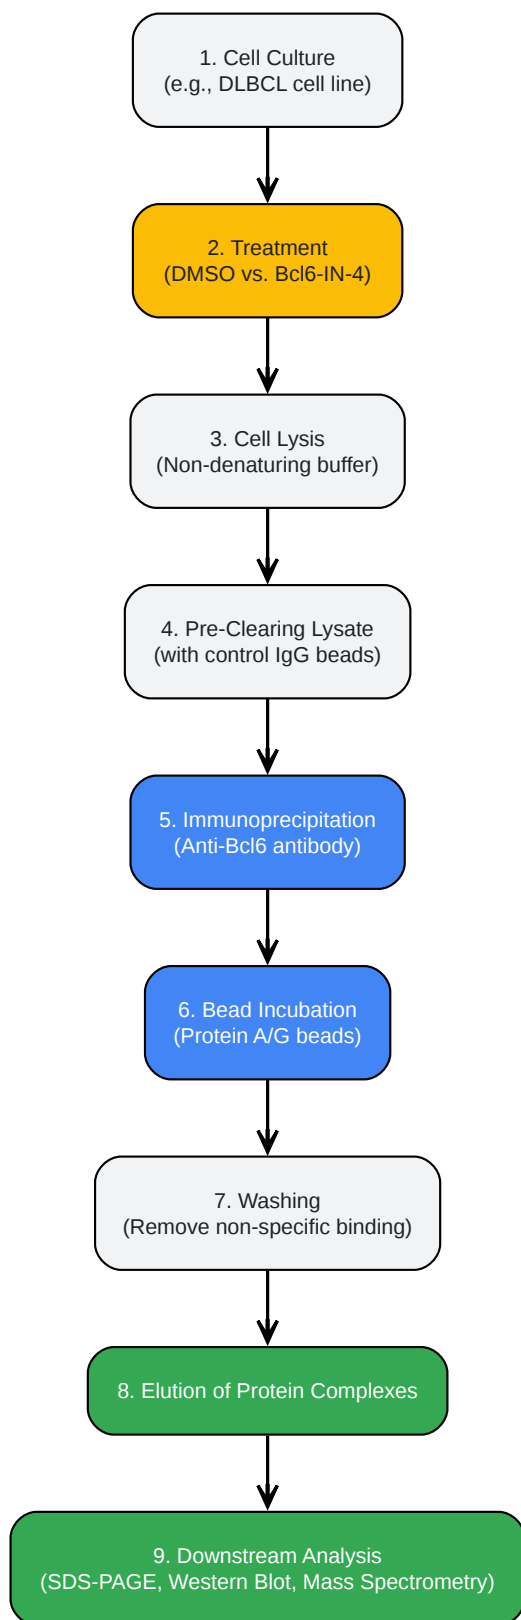 1. Cell Culture
(e.g., DLBCL cell line)
2. Treatment
(DMSO vs. Bcl6-IN-4)
3. Cell Lysis
(Non-denaturing buffer)
4. Pre-Clearing Lysate
(with control IgG beads)
5. Immunoprecipitation
(Anti-Bcl6 antibody)
6. Bead Incubation
(Protein A/G beads)
7. Washing
(Remove non-specific binding)
8. Elution of Protein Complexes
9. Downstream Analysis
(SDS-PAGE, Western Blot, Mass Spectrometry)